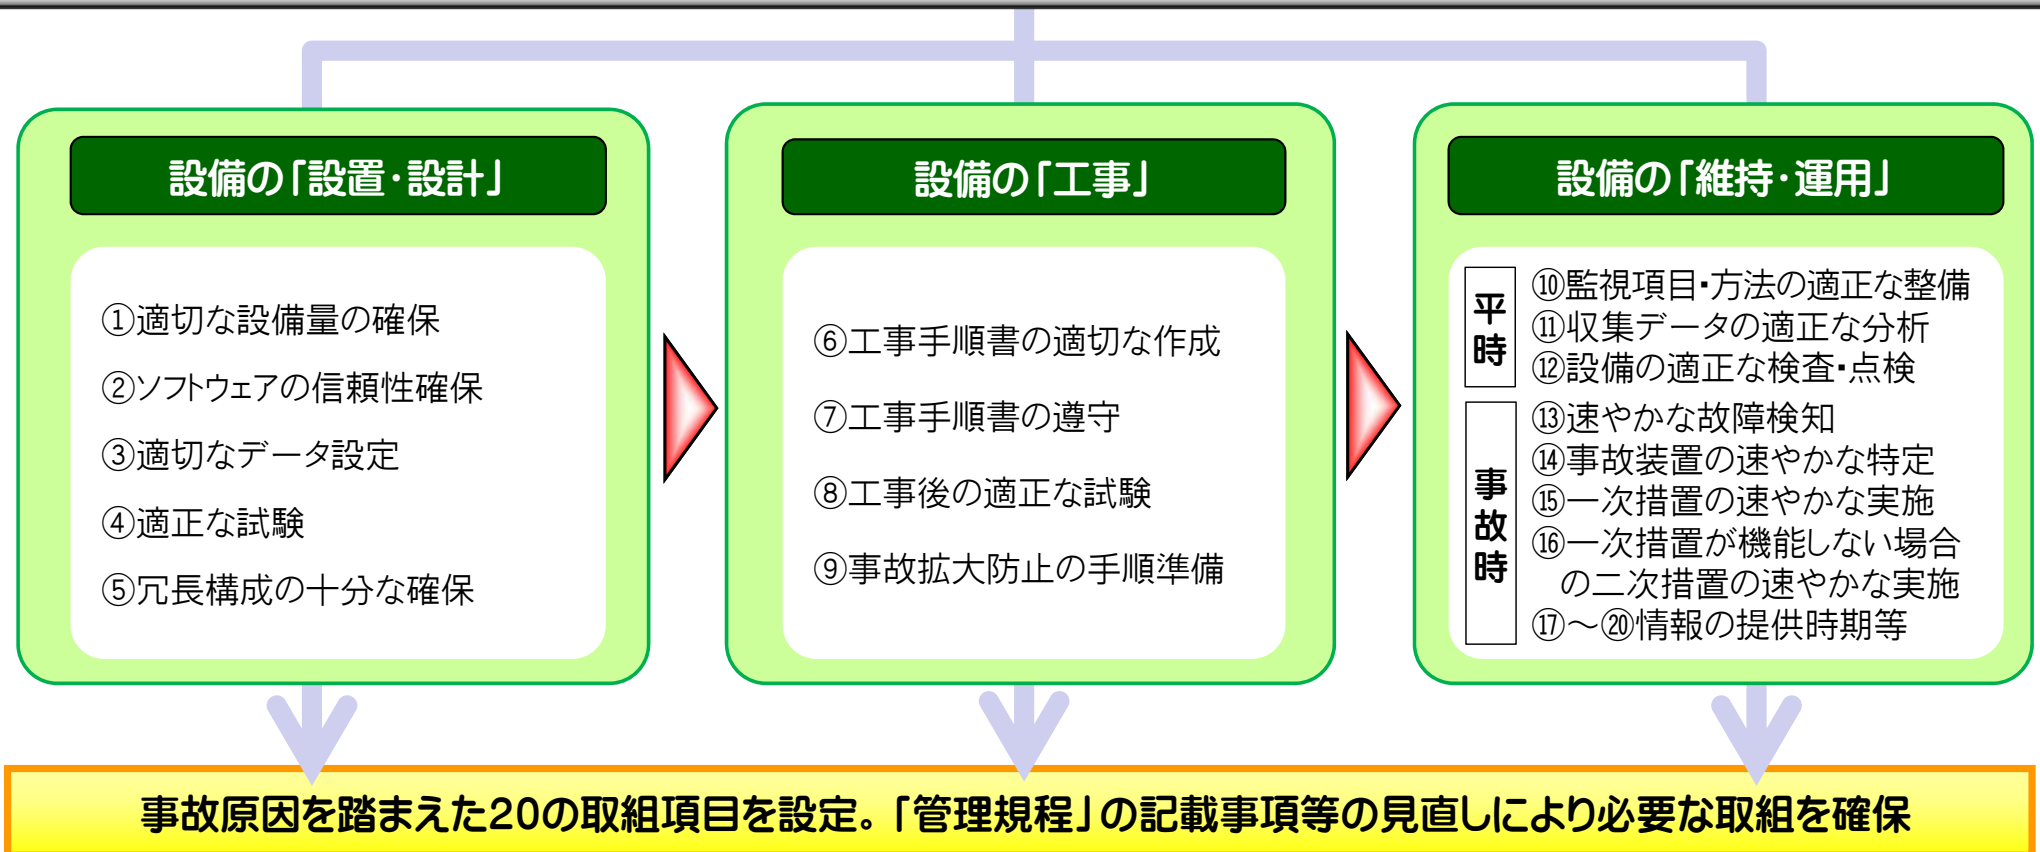 設備の「設置・設計」
①適切な設備量の確保
②ソフトウェアの信頼性確保
③適切なデータ設定
④適正な試験
⑤冗長構成の十分な確保
設備の「工事」
⑥工事手順書の適切な作成
⑦工事手順書の遵守
⑧工事後の適正な試験
⑨事故拡大防止の手順準備
設備の「維持・運用」
平時
⑩監視項目・方法の適正な整備
⑪収集データの適正な分析
⑫設備の適正な検査・点検
事故時
⑬速やかな故障検知
⑭事故装置の速やかな特定
⑮一次措置の速やかな実施
⑯一次措置が機能しない場合
の二次措置の速やかな実施
⑰～⑳情報の提供時期等
事故原因を踏まえた20の取組項目を設定。「管理規程」の記載事項等の見直しにより必要な取組を確保